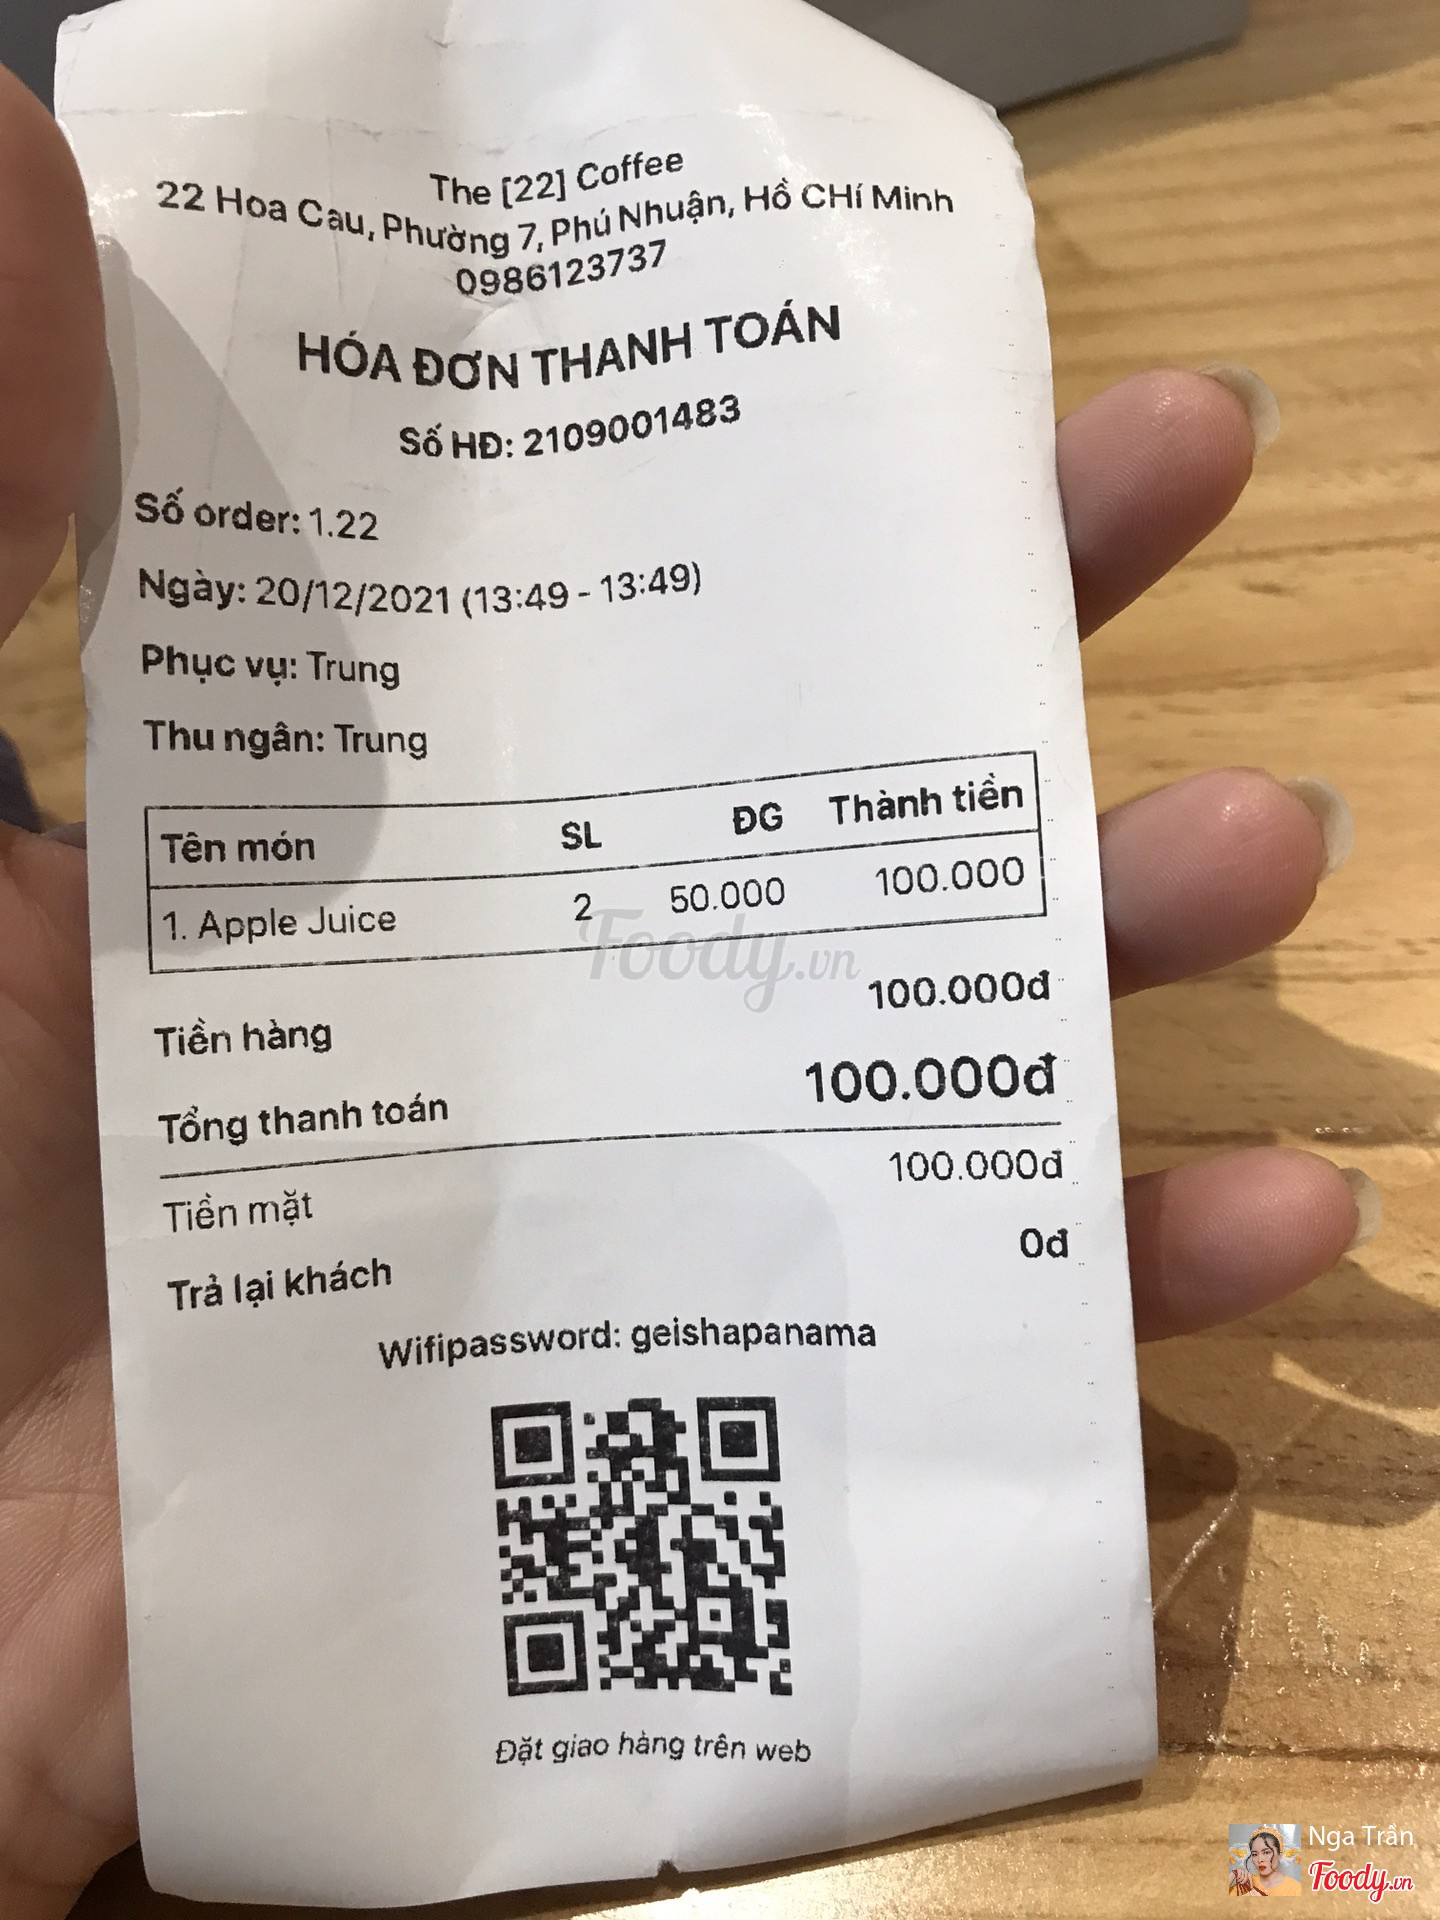 The [22] Coffee
22 Hoa Cau, Phường 7, Phú Nhuận, Hồ CHí Minh
0986123737
HÓA ĐƠN THANH TOÁN
Số HĐ: 2109001483
Số order: 1.22
Ngày: 20/12/2021 (13:49 - 13:49)
Phục vụ: Trung
Thu ngân: Trung
Tên món SL ĐG Thành tiền
1. Apple Juice 2 50.000 100.000
Foody.vn
Tiền hàng 100.000đ
Tổng thanh toán 100.000đ
Tiền mặt 100.000đ
Trả lại khách 0đ
Wifipassword: geishapanama
Đặt giao hàng trên web
Nga Trần
Foody.vn